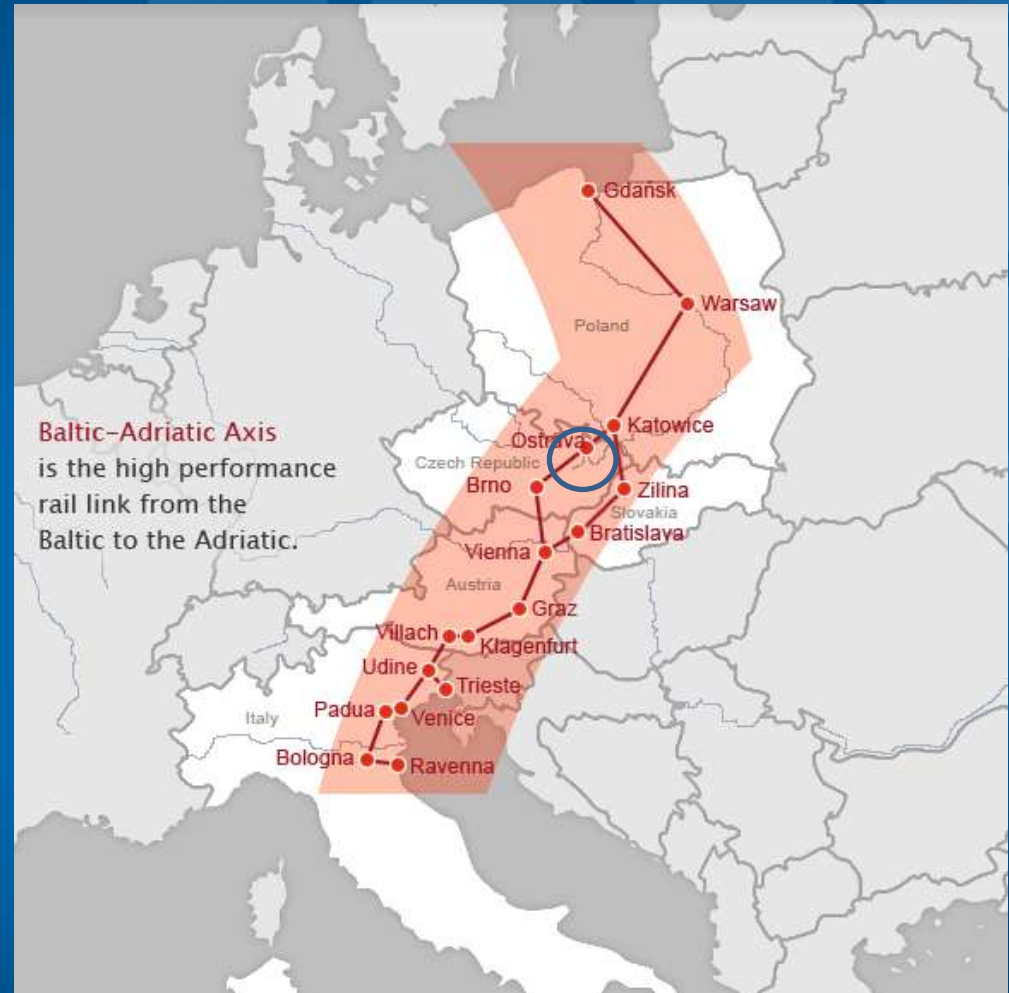 Gdańsk
Warsaw
Poland
Katowice
Ostrava
Czech Republic
Brno
Zilina
Slovakia
Bratislava
Vienna
Austria
Graz
Villach
Klagenfurt
Udine
Trieste
Padua
Venice
Italy
Bologna
Ravenna
Baltic-Adriatic Axis
is the high performance
rail link from the
Baltic to the Adriatic.